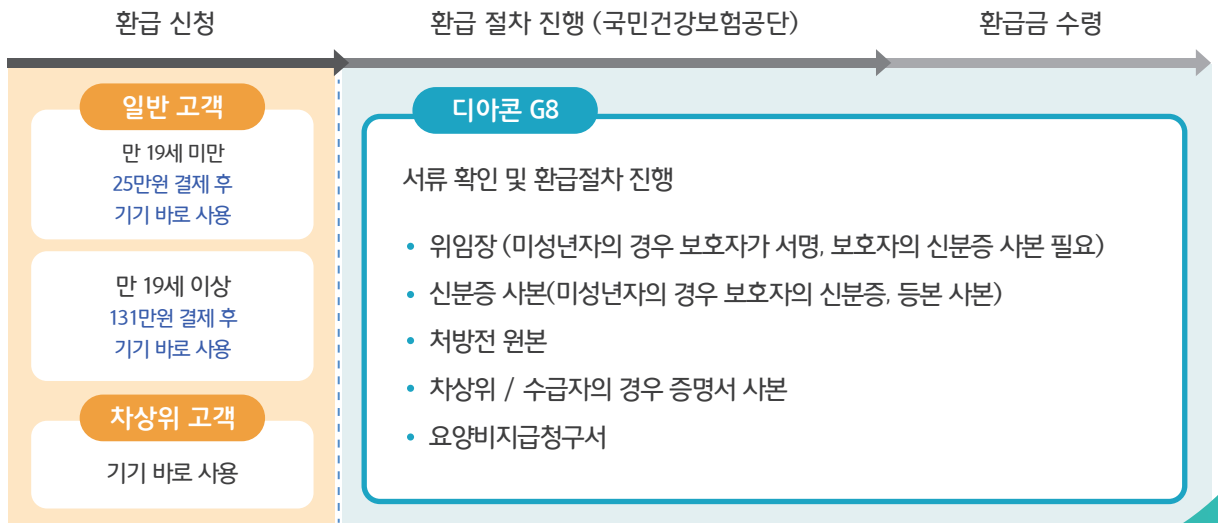 환급 신청
환급 절차 진행 (국민건강보험공단)
환급금 수령
일반 고객
만 19세 미만
25만원 결제 후
기기 바로 사용
만 19세 이상
131만원 결제 후
기기 바로 사용
차상위 고객
기기 바로 사용
디아콘 G8
서류 확인 및 환급절차 진행
• 위임장 (미성년자의 경우 보호자가 서명, 보호자의 신분증 사본 필요)
• 신분증 사본(미성년자의 경우 보호자의 신분증, 등본 사본)
• 처방전 원본
• 차상위 / 수급자의 경우 증명서 사본
• 요양비지급청구서